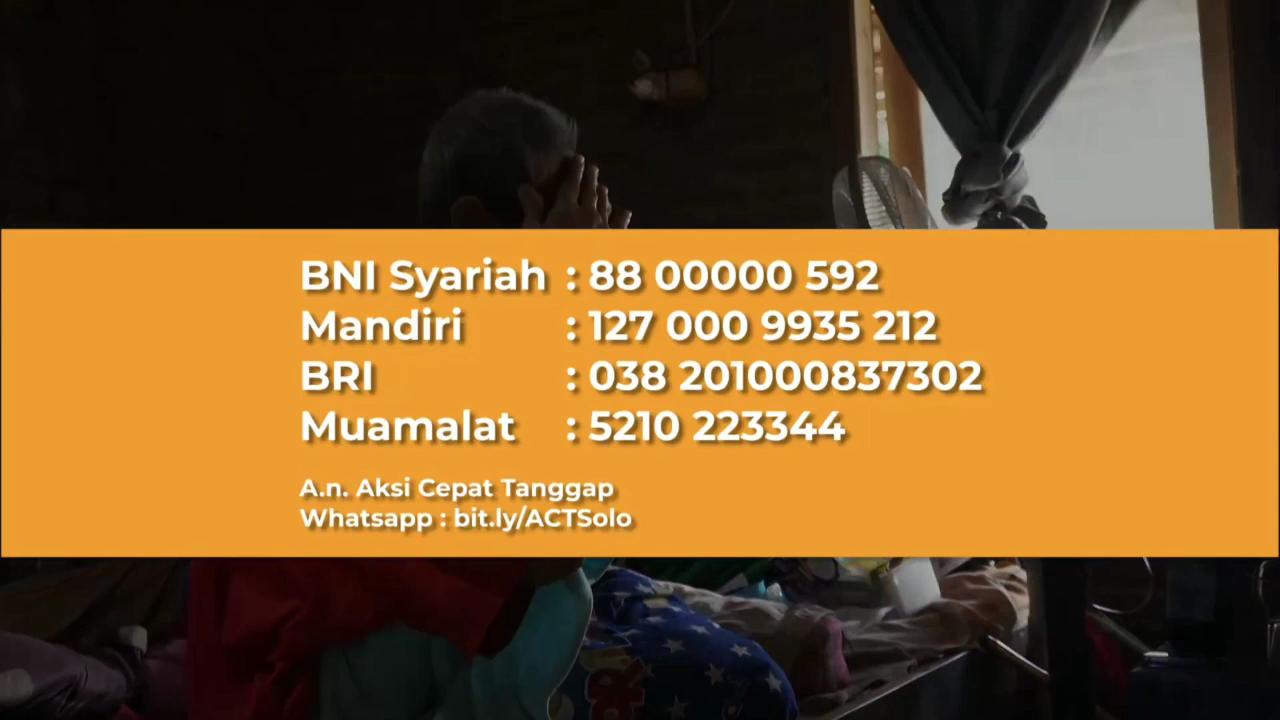 BNI Syariah : 88 00000 592
Mandiri : 127 000 9935 212
BRI : 038 201000837302
Muamalat : 5210 223344
A.n. Aksi Cepat Tanggap
Whatsapp : bit.ly/ACTSolo